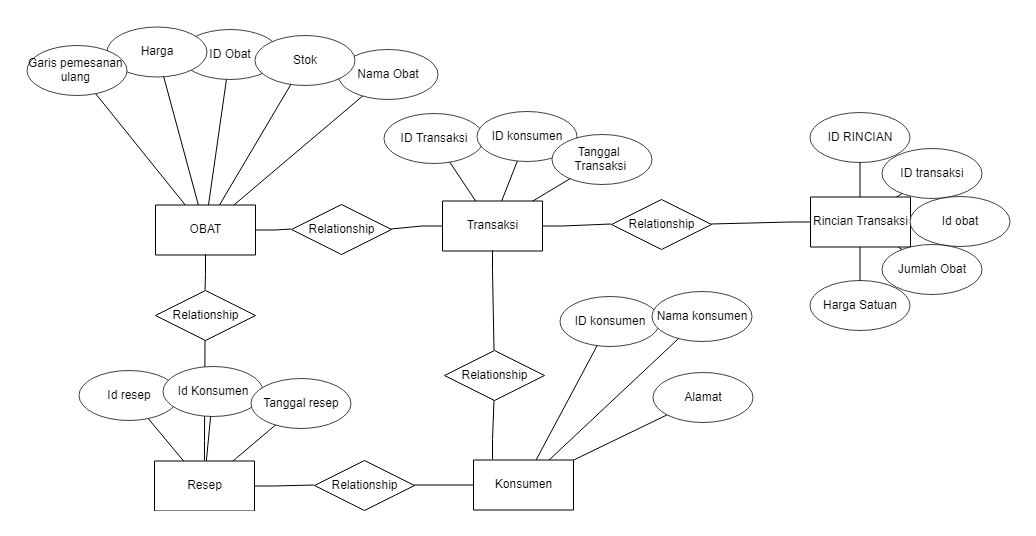 Garis pemesanan
ulang
Harga
ID Obat
Stok
Nama Obat
ID Transaksi
ID konsumen
Tanggal
Transaksi
ID RINCIAN
ID transaksi
OBAT
Relationship
Transaksi
Relationship
Rincian Transaksi
Id obat
Jumlah Obat
Harga Satuan
Relationship
ID konsumen
Nama konsumen
Relationship
Id resep
Id Konsumen
Tanggal resep
Alamat
Resep
Relationship
Konsumen